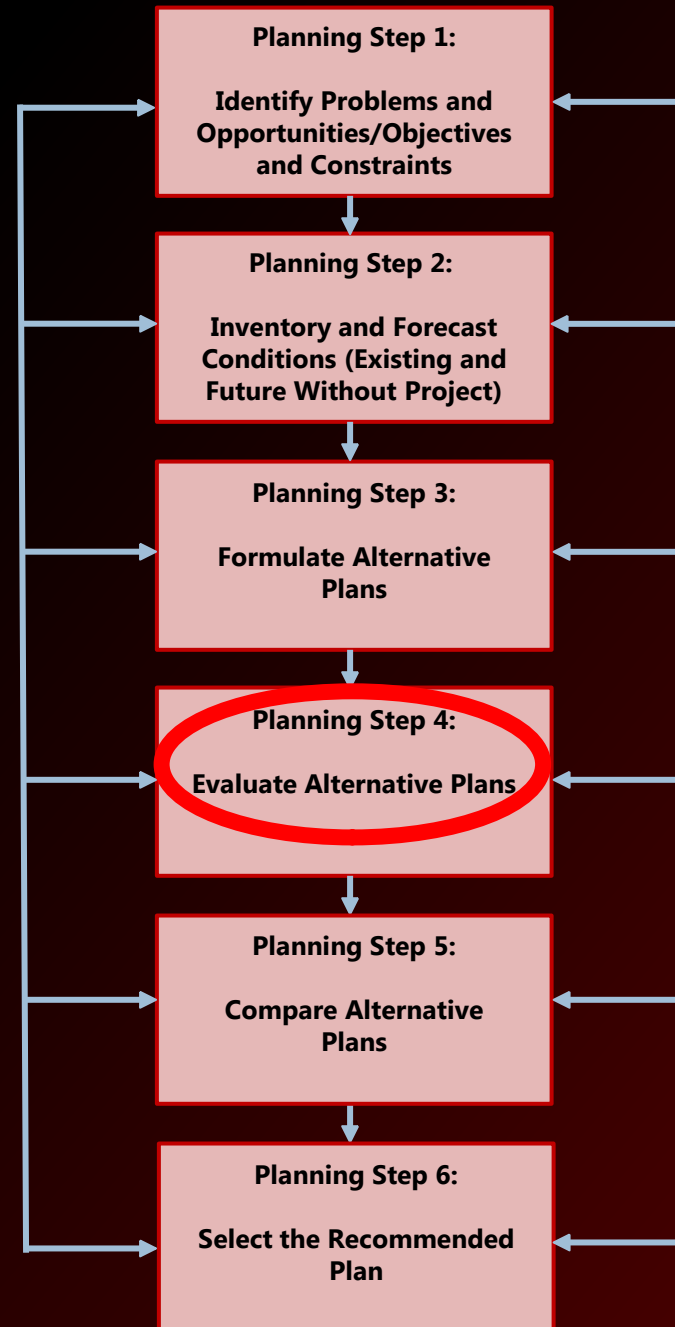 Planning Step 1:
Identify Problems and
Opportunities/Objectives
and Constraints
Planning Step 2:
Inventory and Forecast
Conditions (Existing and
Future Without Project)
Planning Step 3:
Formulate Alternative
Plans
Planning Step 4:
Evaluate Alternative Plans
Planning Step 5:
Compare Alternative
Plans
Planning Step 6:
Select the Recommended
Plan